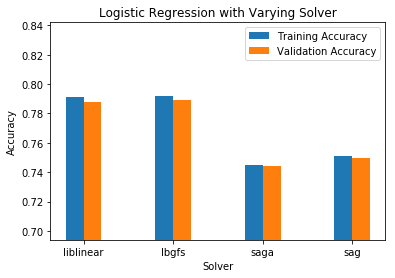 Logistic Regression with Varying Solver
Training Accuracy
Validation Accuracy
Accuracy
0.84
0.82
0.80
0.78
0.76
0.74
0.72
0.70
liblinear lbgfs saga sag
Solver